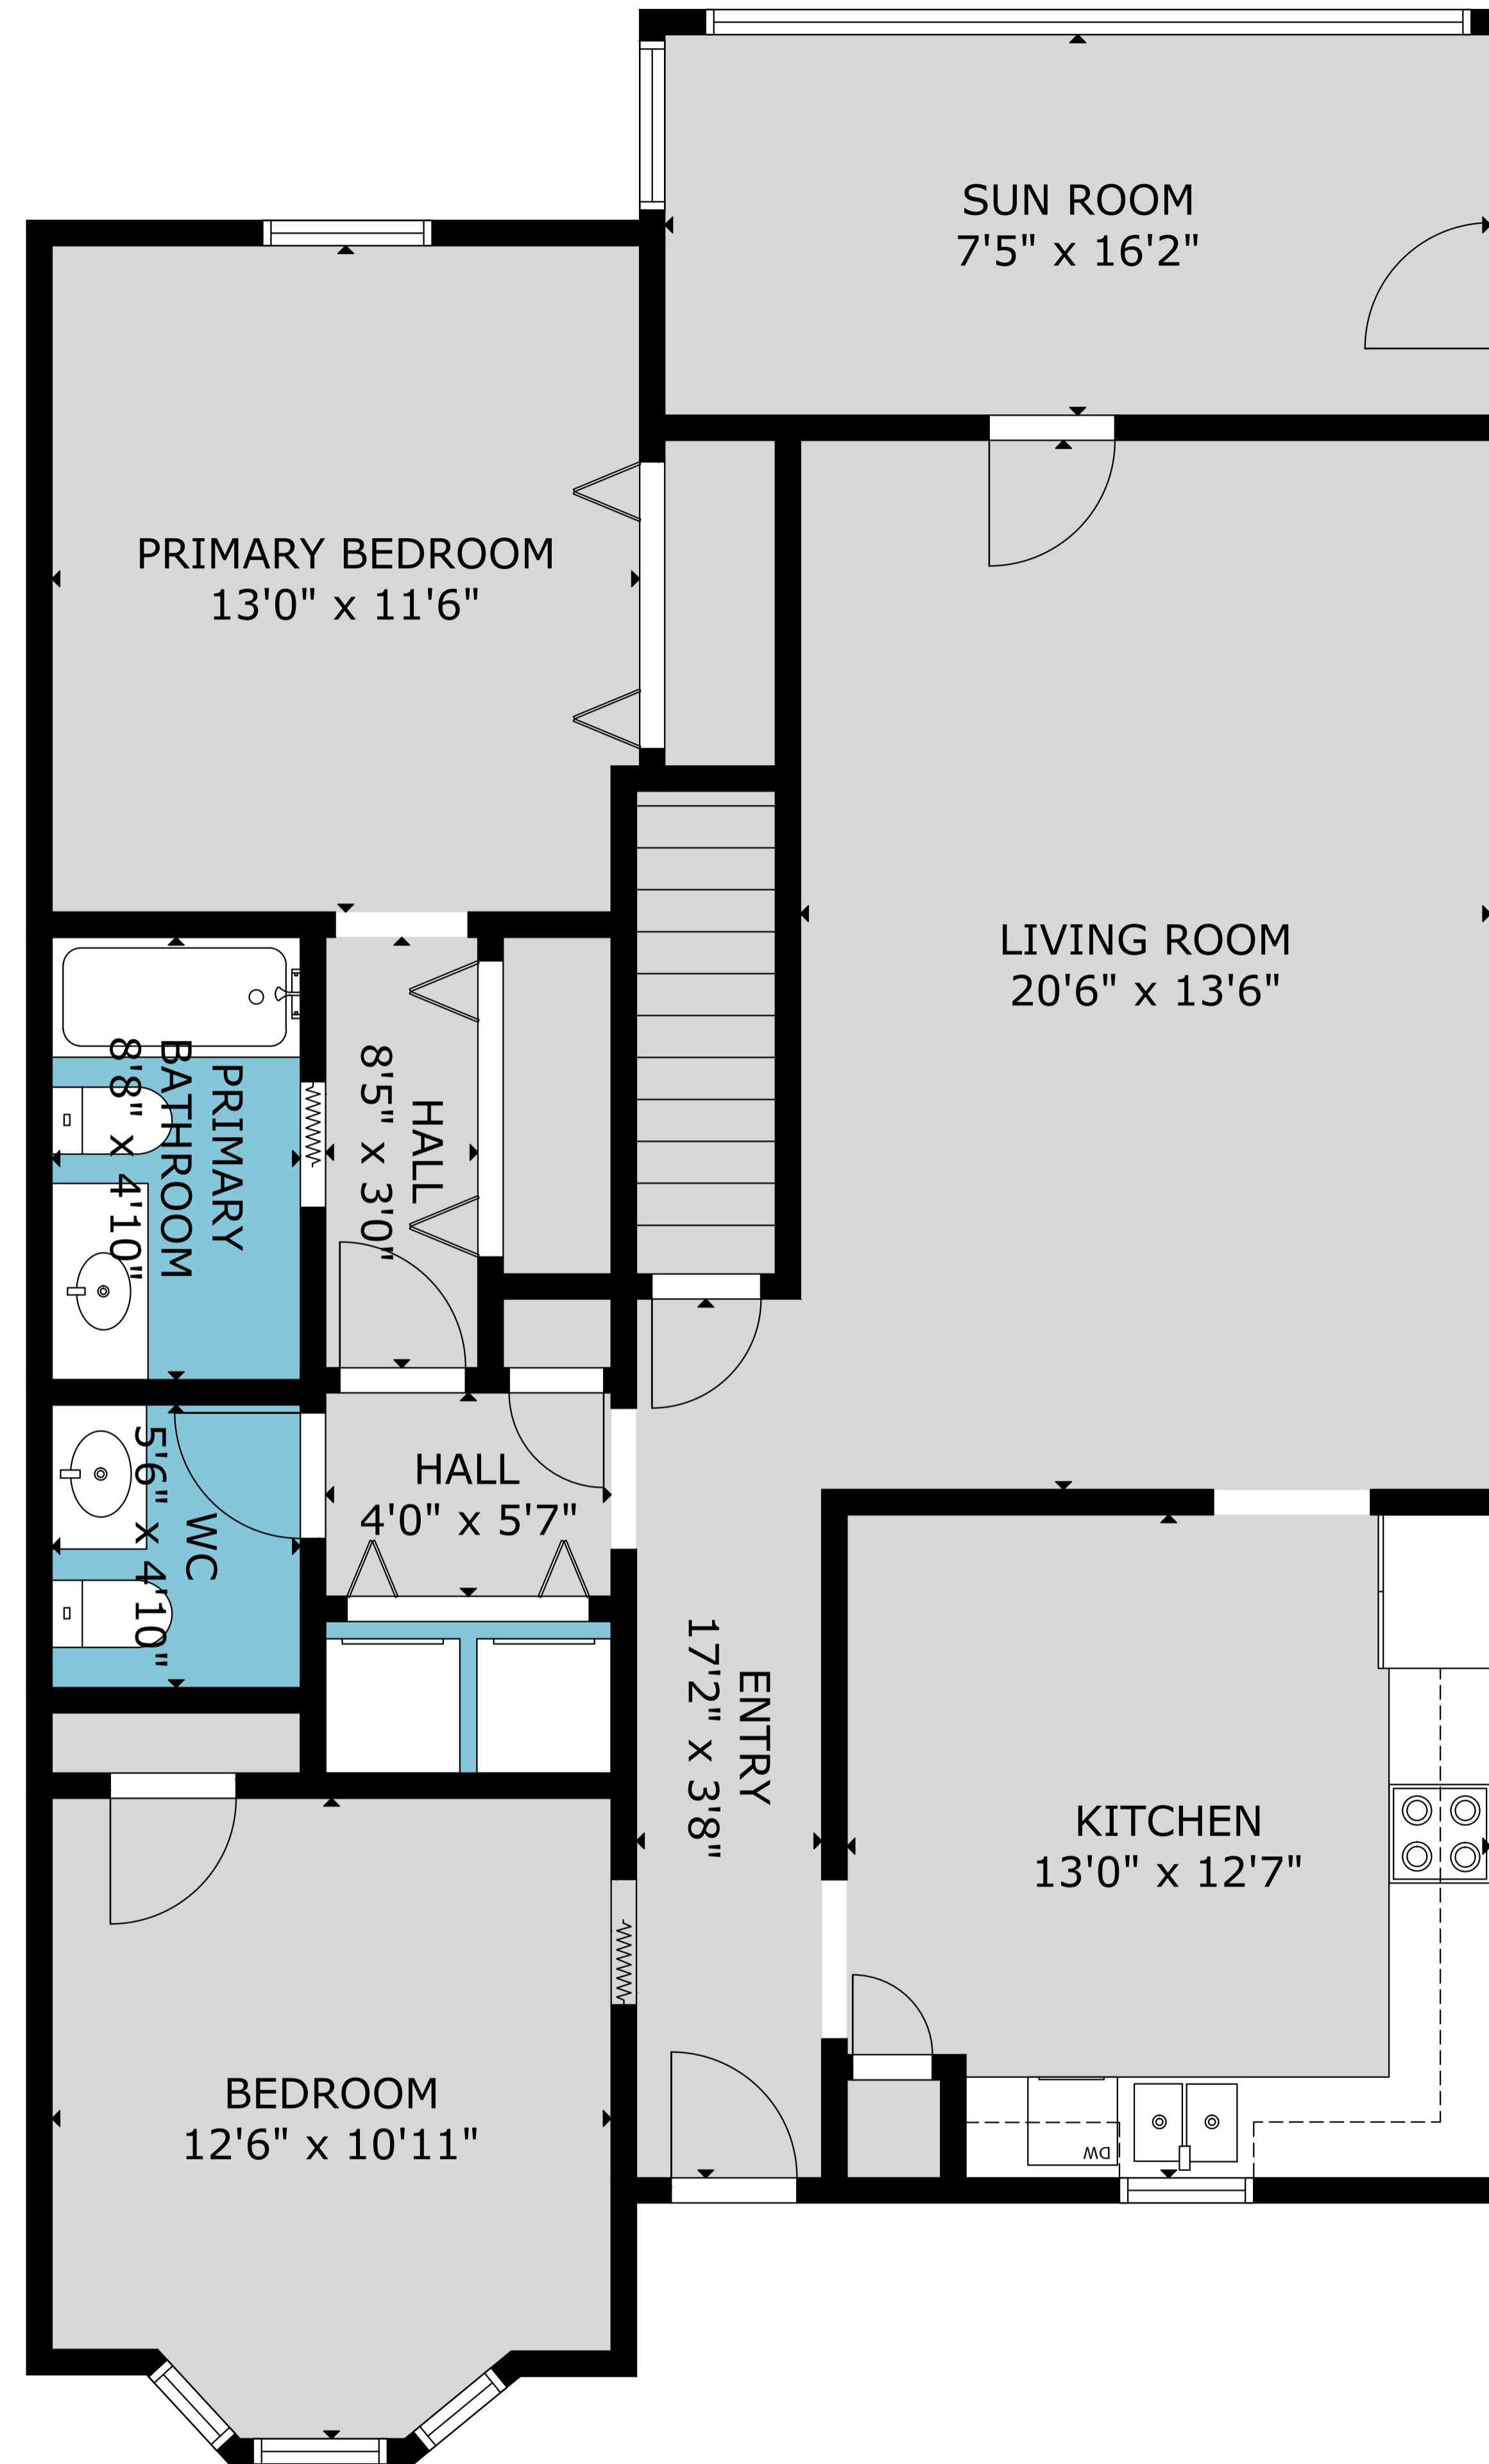 SUN ROOM
7'5" x 16'2"
PRIMARY BEDROOM
13'0" x 11'6"
LIVING ROOM
20'6" x 13'6"
PRIMARY
BATHROOM
8'8" x 4'10"
HALL
8'5" x 3'0"
HALL
4'0" x 5'7"
WC
5'6" x 4'10"
ENTRY
17'2" x 3'8"
KITCHEN
13'0" x 12'7"
BEDROOM
12'6" x 10'11"
DW